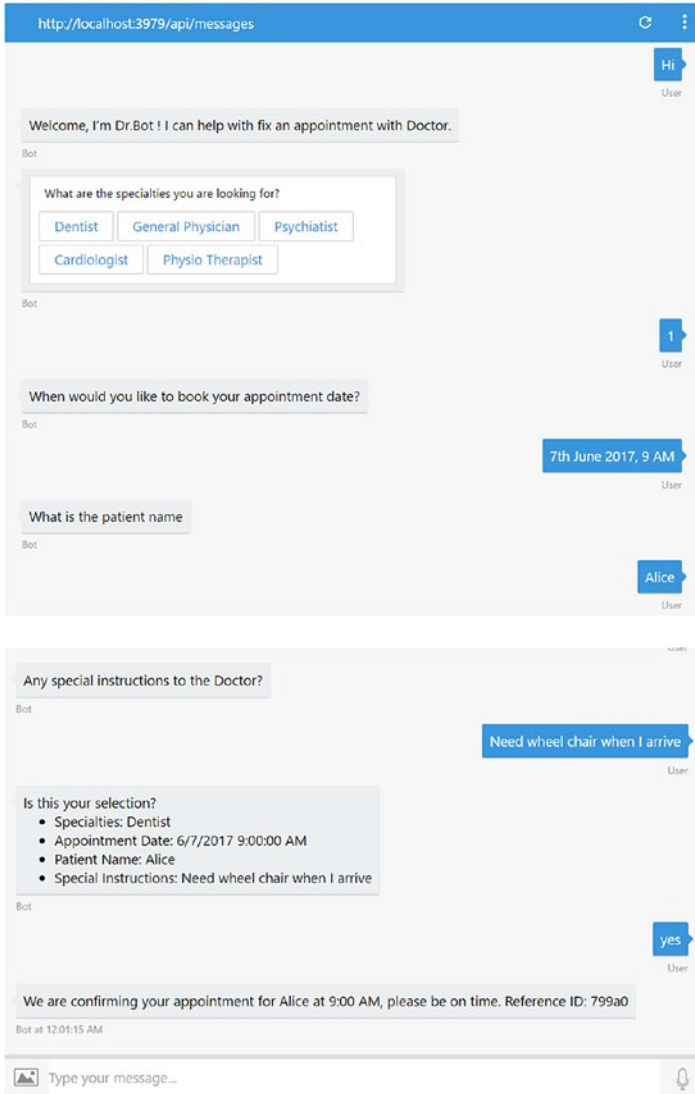 http://localhost:3979/api/messages
Hi
User
Welcome, I'm Dr.Bot ! I can help with fix an appointment with Doctor.
Bot
What are the specialties you are looking for?
Dentist General Physician Psychiatist
Cardiologist Physio Therapist
Bot
1
User
When would you like to book your appointment date?
Bot
7th June 2017, 9 AM
User
What is the patient name
Bot
Alice
User
User
Any special instructions to the Doctor?
Bot
Need wheel chair when I arrive
User
Is this your selection?
• Specialties: Dentist
• Appointment Date: 6/7/2017 9:00:00 AM
• Patient Name: Alice
• Special Instructions: Need wheel chair when I arrive
Bot
yes
User
We are confirming your appointment for Alice at 9:00 AM, please be on time. Reference ID: 799a0
Bot at 12:01:15 AM
Type your message...